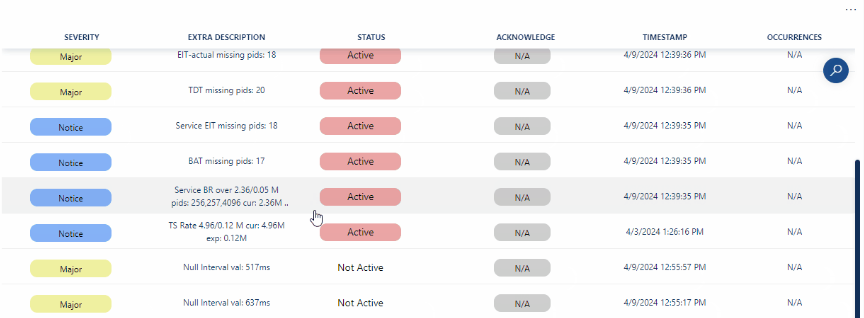 ...
SEVERITY EXTRA DESCRIPTION STATUS ACKNOWLEDGE TIMESTAMP OCCURRENCES
Major EIT-actual missing pids: 18 Active N/A 4/9/2024 12:39:36 PM N/A
Major TDT missing pids: 20 Active N/A 4/9/2024 12:39:36 PM N/A
Notice Service EIT missing pids: 18 Active N/A 4/9/2024 12:39:35 PM N/A
Notice BAT missing pids: 17 Active N/A 4/9/2024 12:39:35 PM N/A
Service BR over 2.36/0.05 M
Notice pids: 256,257,4096 cur: 2.36M .. Active N/A 4/9/2024 12:39:35 PM N/A
TS Rate 4.96/0.12 M cur: 4.96M
Notice exp: 0.12M Active N/A 4/3/2024 1:26:16 PM N/A
Major Null Interval val: 517ms Not Active N/A 4/9/2024 12:55:57 PM N/A
Major Null Interval val: 637ms Not Active N/A 4/9/2024 12:55:17 PM N/A